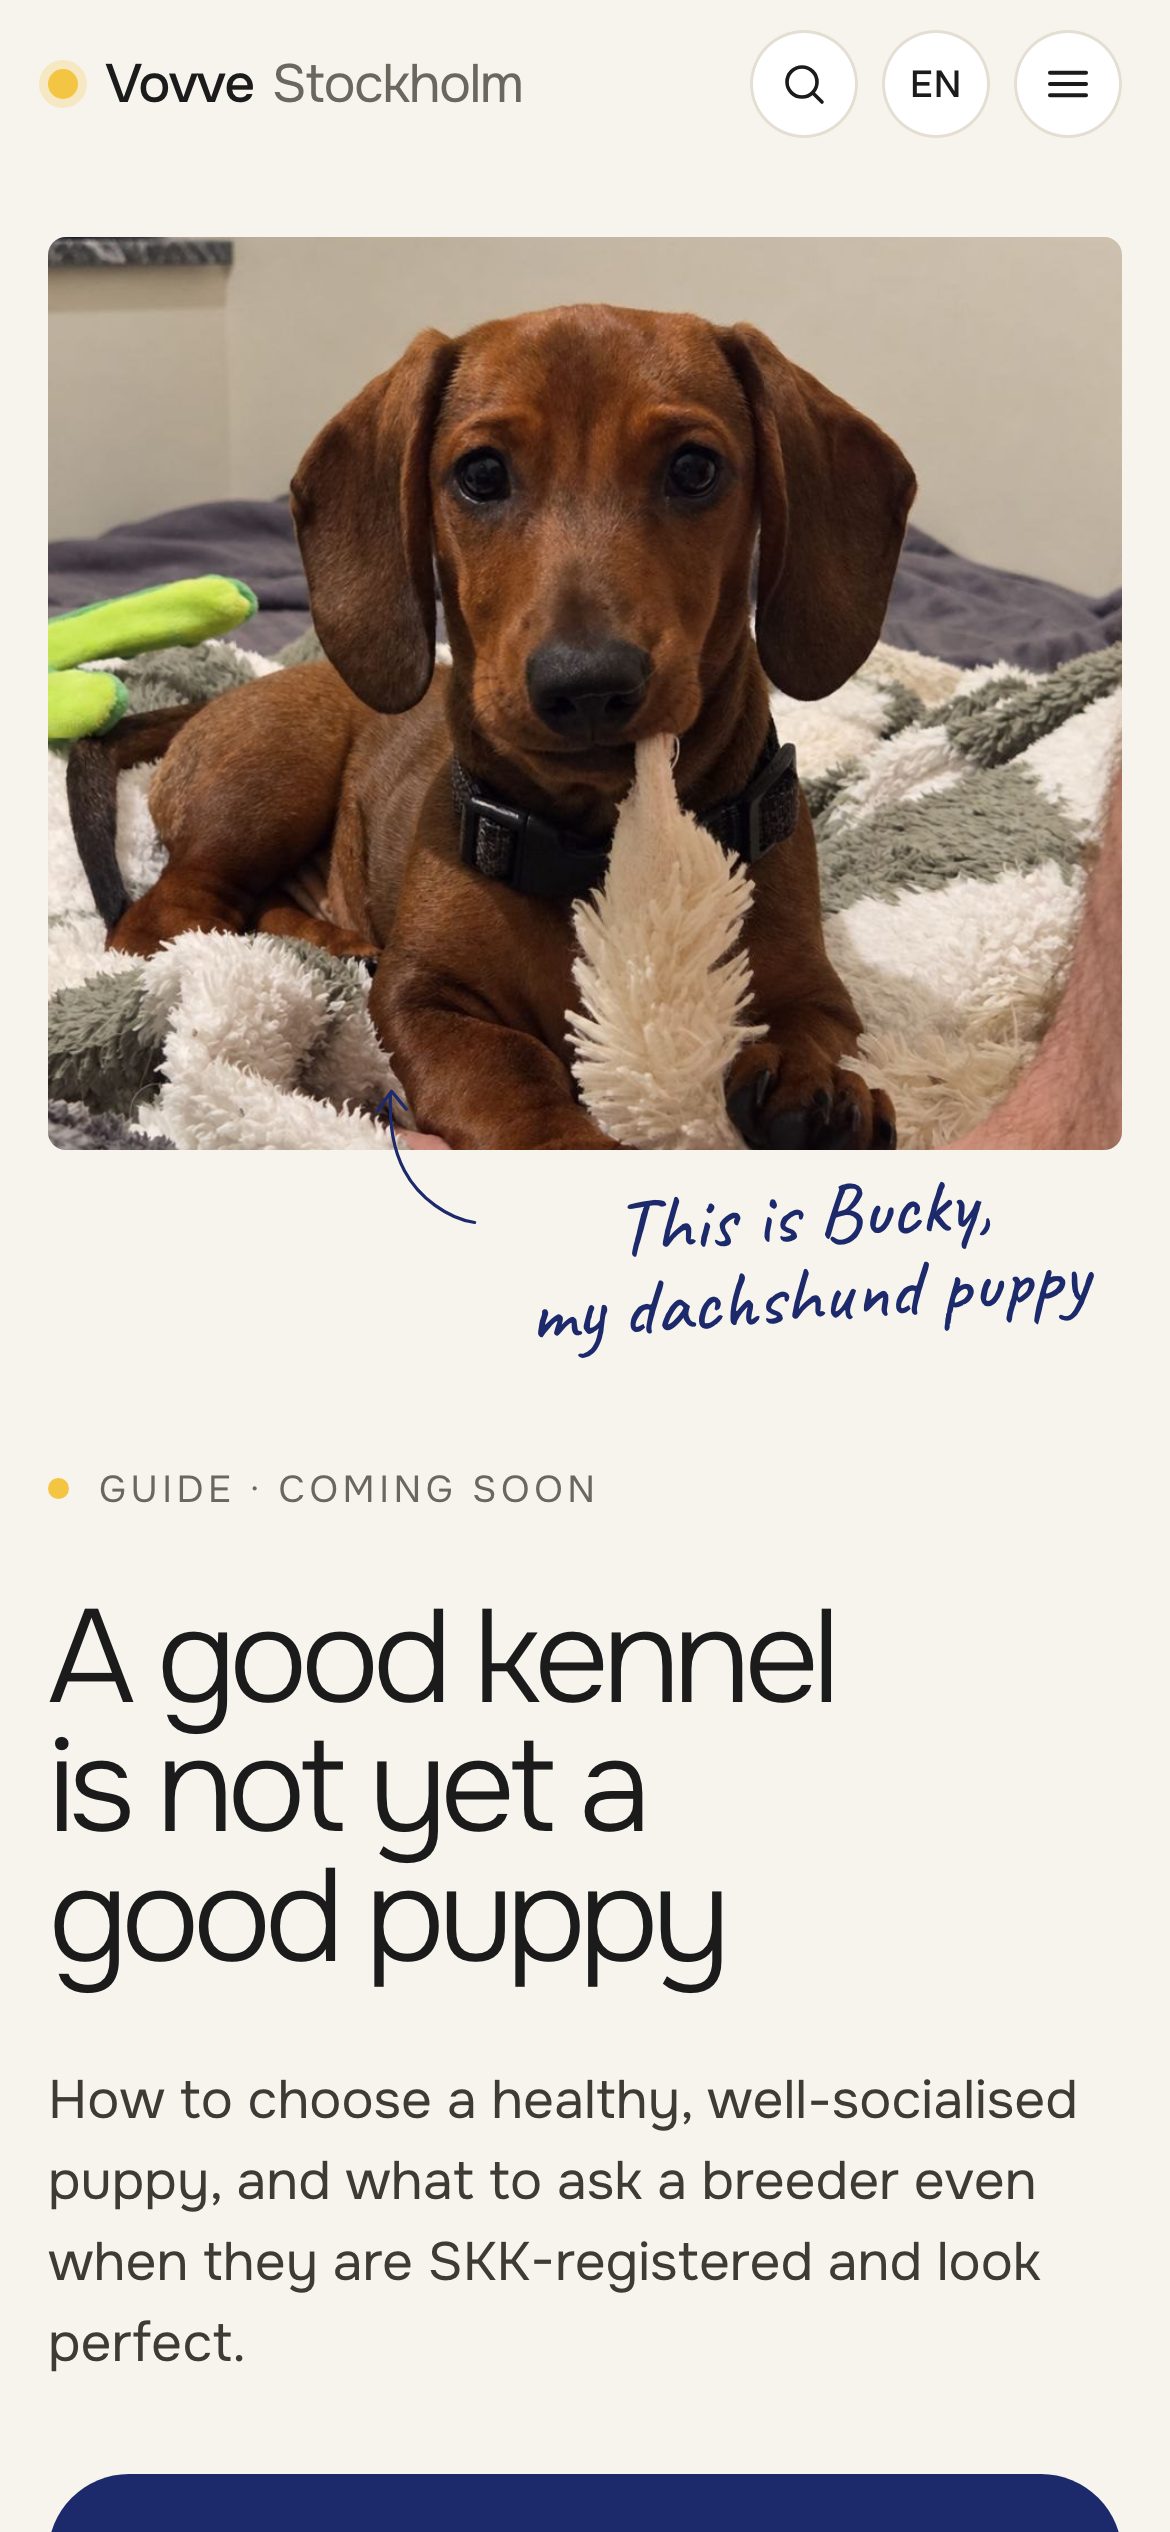 Vovve Stockholm
EN
This is Bucky,
my dachshund puppy
GUIDE · COMING SOON
A good kennel
is not yet a
good puppy
How to choose a healthy, well-socialised
puppy, and what to ask a breeder even
when they are SKK-registered and look
perfect.